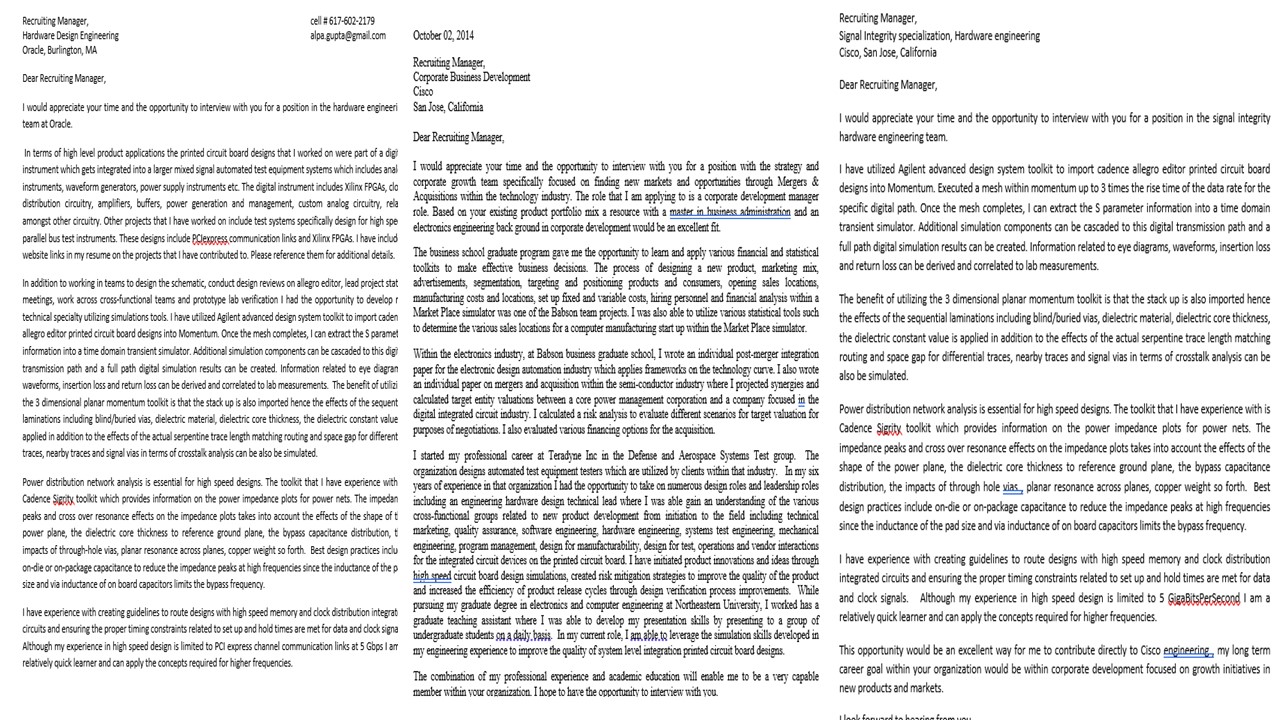 Recruiting Manager,
cell # 617-602-2179
Hardware Design Engineering
alpa.gupta@gmail.com
Oracle, Burlington, MA
Dear Recruiting Manager,
I would appreciate your time and the opportunity to interview with you for a position in the hardware engineeri
team at Oracle.
In terms of high level product applications the printed circuit board designs that I worked on were part of a digi
instrument which gets integrated into a larger mixed signal automated test equipment systems which includes anal
instruments, waveform generators, power supply instruments etc. The digital instrument includes Xilinx FPGAs, clo
distribution circuitry, amplifiers, buffers, power generation and management, custom analog circuitry, rela
amongst other circuitry. Other projects that I have worked on include test systems specifically design for high spe
parallel bus test instruments. These designs include PCIexpress communication links and Xilinx FPGAs. I have includ
website links in my resume on the projects that I have contributed to. Please reference them for additional details.
In addition to working in teams to design the schematic, conduct design reviews on allegro editor, lead project stat
meetings, work across cross-functional teams and prototype lab verification I had the opportunity to develop r
technical specialty utilizing simulations tools. I have utilized Agilent advanced design system toolkit to import caden
allegro editor printed circuit board designs into Momentum. Once the mesh completes, I can extract the S paramet
information into a time domain transient simulator. Additional simulation components can be cascaded to this digi
transmission path and a full path digital simulation results can be created. Information related to eye diagran
waveforms, insertion loss and return loss can be derived and correlated to lab measurements. The benefit of utilizi
the 3 dimensional planar momentum toolkit is that the stack up is also imported hence the effects of the sequent
laminations including blind/buried vias, dielectric material, dielectric core thickness, the dielectric constant value
applied in addition to the effects of the actual serpentine trace length matching routing and space gap for different
traces, nearby traces and signal vias in terms of crosstalk analysis can be also be simulated.
Power distribution network analysis is essential for high speed designs. The toolkit that I have experience with
Cadence Sigrity toolkit which provides information on the power impedance plots for power nets. The impedan
peaks and cross over resonance effects on the impedance plots takes into account the effects of the shape of t
power plane, the dielectric core thickness to reference ground plane, the bypass capacitance distribution, t
impacts of through-hole vias, planar resonance across planes, copper weight so forth. Best design practices inclu
on-die or on-package capacitance to reduce the impedance peaks at high frequencies since the inductance of the p
size and via inductance of on board capacitors limits the bypass frequency.
I have experience with creating guidelines to route designs with high speed memory and clock distribution integrat
circuits and ensuring the proper timing constraints related to set up and hold times are met for data and clock signa
Although my experience in high speed design is limited to PCI express channel communication links at 5 Gbps I am
relatively quick learner and can apply the concepts required for higher frequencies.
October 02, 2014
Recruiting Manager,
Corporate Business Development
Cisco
San Jose, California
Dear Recruiting Manager,
I would appreciate your time and the opportunity to interview with you for a position with the strategy and
corporate growth team specifically focused on finding new markets and opportunities through Mergers &
Acquisitions within the technology industry. The role that I am applying to is a corporate development manager
role. Based on your existing product portfolio mix a resource with a master in business administration and an
electronics engineering back ground in corporate development would be an excellent fit.
The business school graduate program gave me the opportunity to learn and apply various financial and statistical
toolkits to make effective business decisions. The process of designing a new product, marketing mix,
advertisements, segmentation, targeting and positioning products and consumers, opening sales locations,
manufacturing costs and locations, set up fixed and variable costs, hiring personnel and financial analysis within a
Market Place simulator was one of the Babson team projects. I was also able to utilize various statistical tools such
to determine the various sales locations for a computer manufacturing start up within the Market Place simulator.
Within the electronics industry, at Babson business graduate school, I wrote an individual post-merger integration
paper for the electronic design automation industry which applies frameworks on the technology curve. I also wrote
an individual paper on mergers and acquisition within the semi-conductor industry where I projected synergies and
calculated target entity valuations between a core power management corporation and a company focused in the
digital integrated circuit industry. I calculated a risk analysis to evaluate different scenarios for target valuation for
purposes of negotiations. I also evaluated various financing options for the acquisition.
I started my professional career at Teradyne Inc in the Defense and Aerospace Systems Test group. The
organization designs automated test equipment testers which are utilized by clients within that industry. In my six
years of experience in that organization I had the opportunity to take on numerous design roles and leadership roles
including an engineering hardware design technical lead where I was able gain an understanding of the various
cross-functional groups related to new product development from initiation to the field including technical
marketing, quality assurance, software engineering, hardware engineering, systems test engineering, mechanical
engineering, program management, design for manufacturability, design for test, operations and vendor interactions
for the integrated circuit devices on the printed circuit board. I have initiated product innovations and ideas through
high speed circuit board design simulations, created risk mitigation strategies to improve the quality of the product
and increased the efficiency of product release cycles through design verification process improvements. While
pursuing my graduate degree in electronics and computer engineering at Northeastern University, I worked has a
graduate teaching assistant where I was able to develop my presentation skills by presenting to a group of
undergraduate students on a daily basis. In my current role, I am able to leverage the simulation skills developed in
my engineering experience to improve the quality of system level integration printed circuit board designs.
The combination of my professional experience and academic education will enable me to be a very capable
member within your organization. I hope to have the opportunity to interview with you.
Recruiting Manager,
Signal Integrity specialization, Hardware engineering
Cisco, San Jose, California
Dear Recruiting Manager,
I would appreciate your time and the opportunity to interview with you for a position in the signal integrity
hardware engineering team.
I have utilized Agilent advanced design system toolkit to import cadence allegro editor printed circuit board
designs into Momentum. Executed a mesh within momentum up to 3 times the rise time of the data rate for the
specific digital path. Once the mesh completes, I can extract the S parameter information into a time domain
transient simulator. Additional simulation components can be cascaded to this digital transmission path and a
full path digital simulation results can be created. Information related to eye diagrams, waveforms, insertion loss
and return loss can be derived and correlated to lab measurements.
The benefit of utilizing the 3 dimensional planar momentum toolkit is that the stack up is also imported hence
the effects of the sequential laminations including blind/buried vias, dielectric material, dielectric core thickness,
the dielectric constant value is applied in addition to the effects of the actual serpentine trace length matching
routing and space gap for differential traces, nearby traces and signal vias in terms of crosstalk analysis can be
also be simulated.
Power distribution network analysis is essential for high speed designs. The toolkit that I have experience with is
Cadence Sigrity toolkit which provides information on the power impedance plots for power nets. The
impedance peaks and cross over resonance effects on the impedance plots takes into account the effects of the
shape of the power plane, the dielectric core thickness to reference ground plane, the bypass capacitance
distribution, the impacts of through hole vias , planar resonance across planes, copper weight so forth. Best
design practices include on-die or on-package capacitance to reduce the impedance peaks at high frequencies
since the inductance of the pad size and via inductance of on board capacitors limits the bypass frequency.
I have experience with creating guidelines to route designs with high speed memory and clock distribution
integrated circuits and ensuring the proper timing constraints related to set up and hold times are met for data
and clock signals. Although my experience in high speed design is limited to 5 GigaBitsPerSecond I am a
relatively quick learner and can apply the concepts required for higher frequencies.
This opportunity would be an excellent way for me to contribute directly to Cisco engineering , my long term
career goal within your organization would be within corporate development focused on growth initiatives in
new products and markets.
I look forward to hearing from you